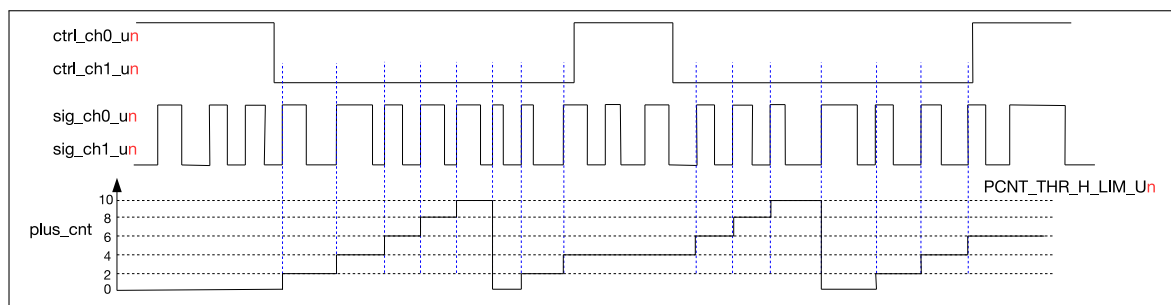 ctrl_ch0_un
ctrl_ch1_un
sig_ch0_un
sig_ch1_un
PCNT_THR_H_LIM_Un
plus_cnt
10
8
6
4
2
0